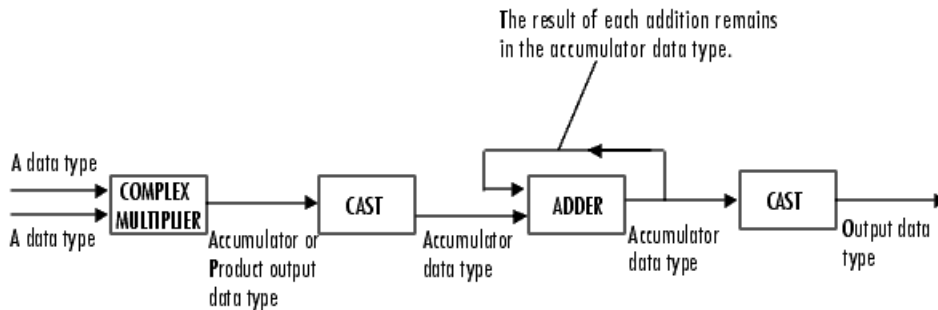 The result of each addition remains
in the accumulator data type.
A data type
A data type
COMPLEX
MULTIPLIER
Accumulator or
Product output
data type
CAST
Accumulator
data type
ADDER
Accumulator
data type
CAST
Output data
type